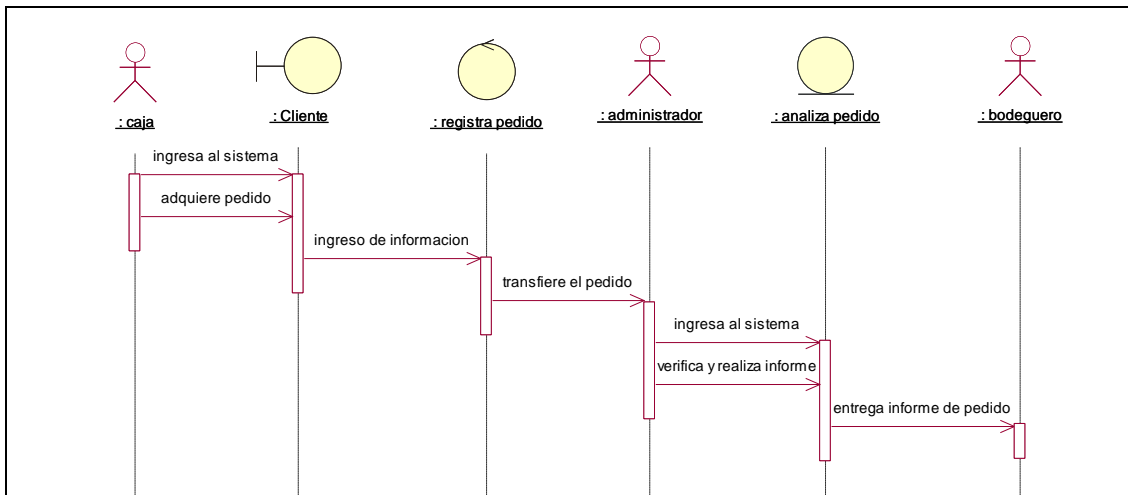 : caja
: Cliente
: registra pedido
: administrador
: analiza pedido
: bodeguero
ingresa al sistema
adquiere pedido
ingreso de informacion
transfiere el pedido
ingresa al sistema
verifica y realiza informe
entrega informe de pedido